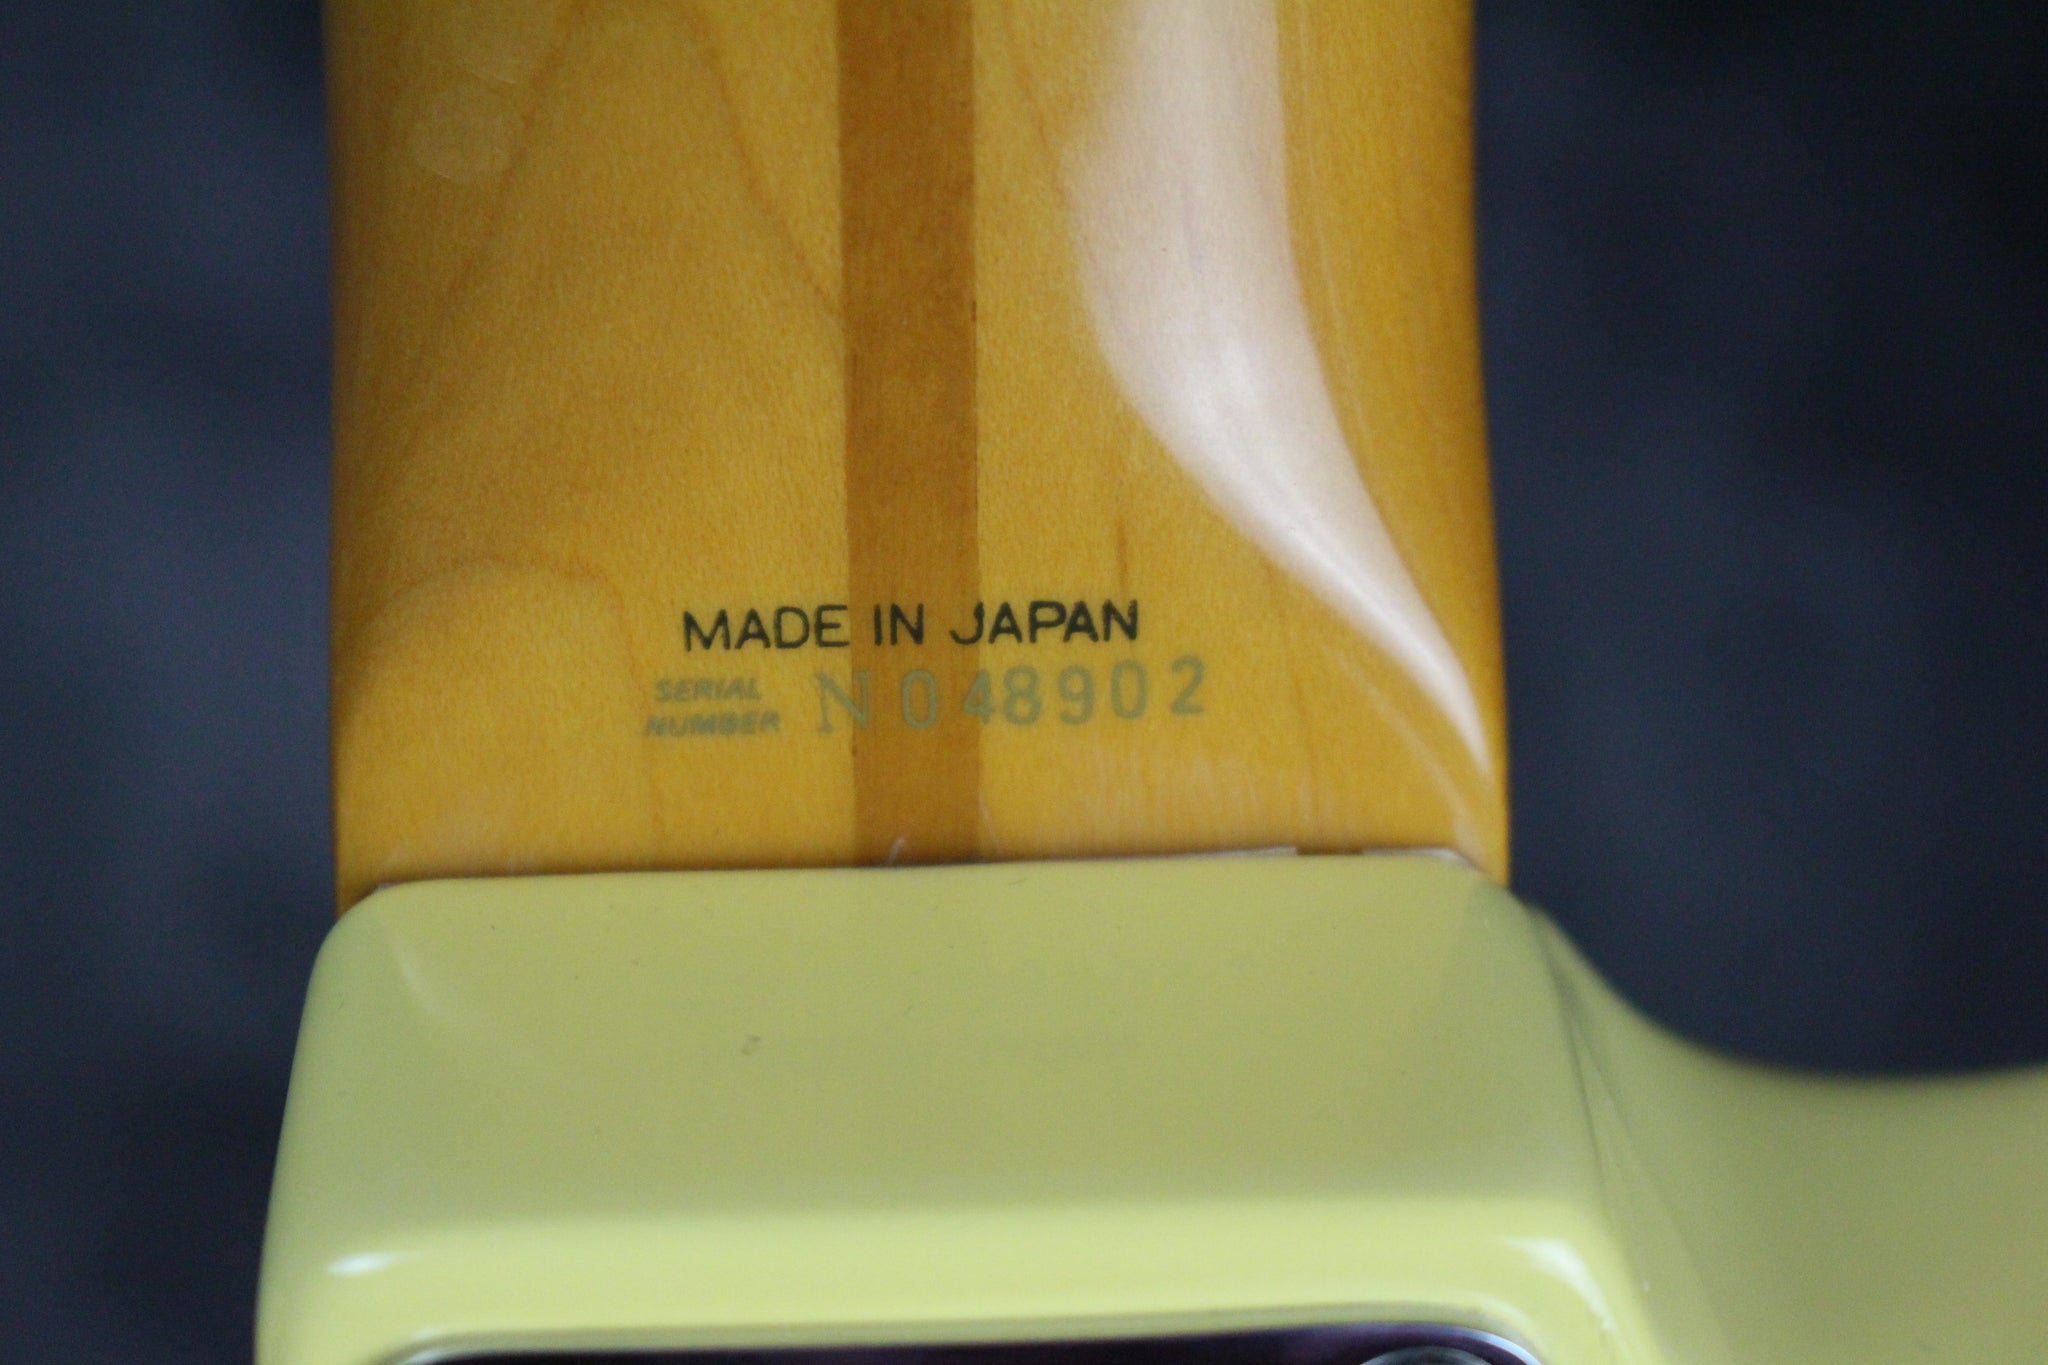 MADE IN JAPAN
SERIAL NUMBER N048902